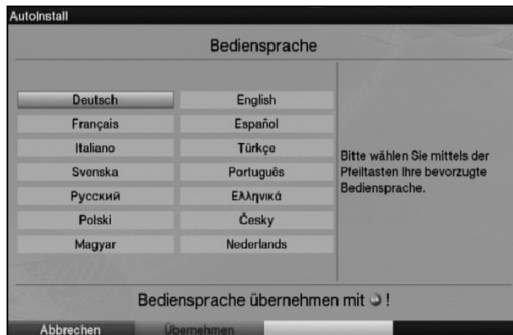 Autoinstall
Bediensprache
Deutsch English
Français Español
Italiano Türkçe
Svenska Português
Русский Ελληνικά
Polski Česky
Magyar Nederlands
Bitte wählen Sie mittels der
Pfeiltasten Ihre bevorzugte
Bediensprache.
Bediensprache übernehmen mit !
Abbrechen Übernehmen